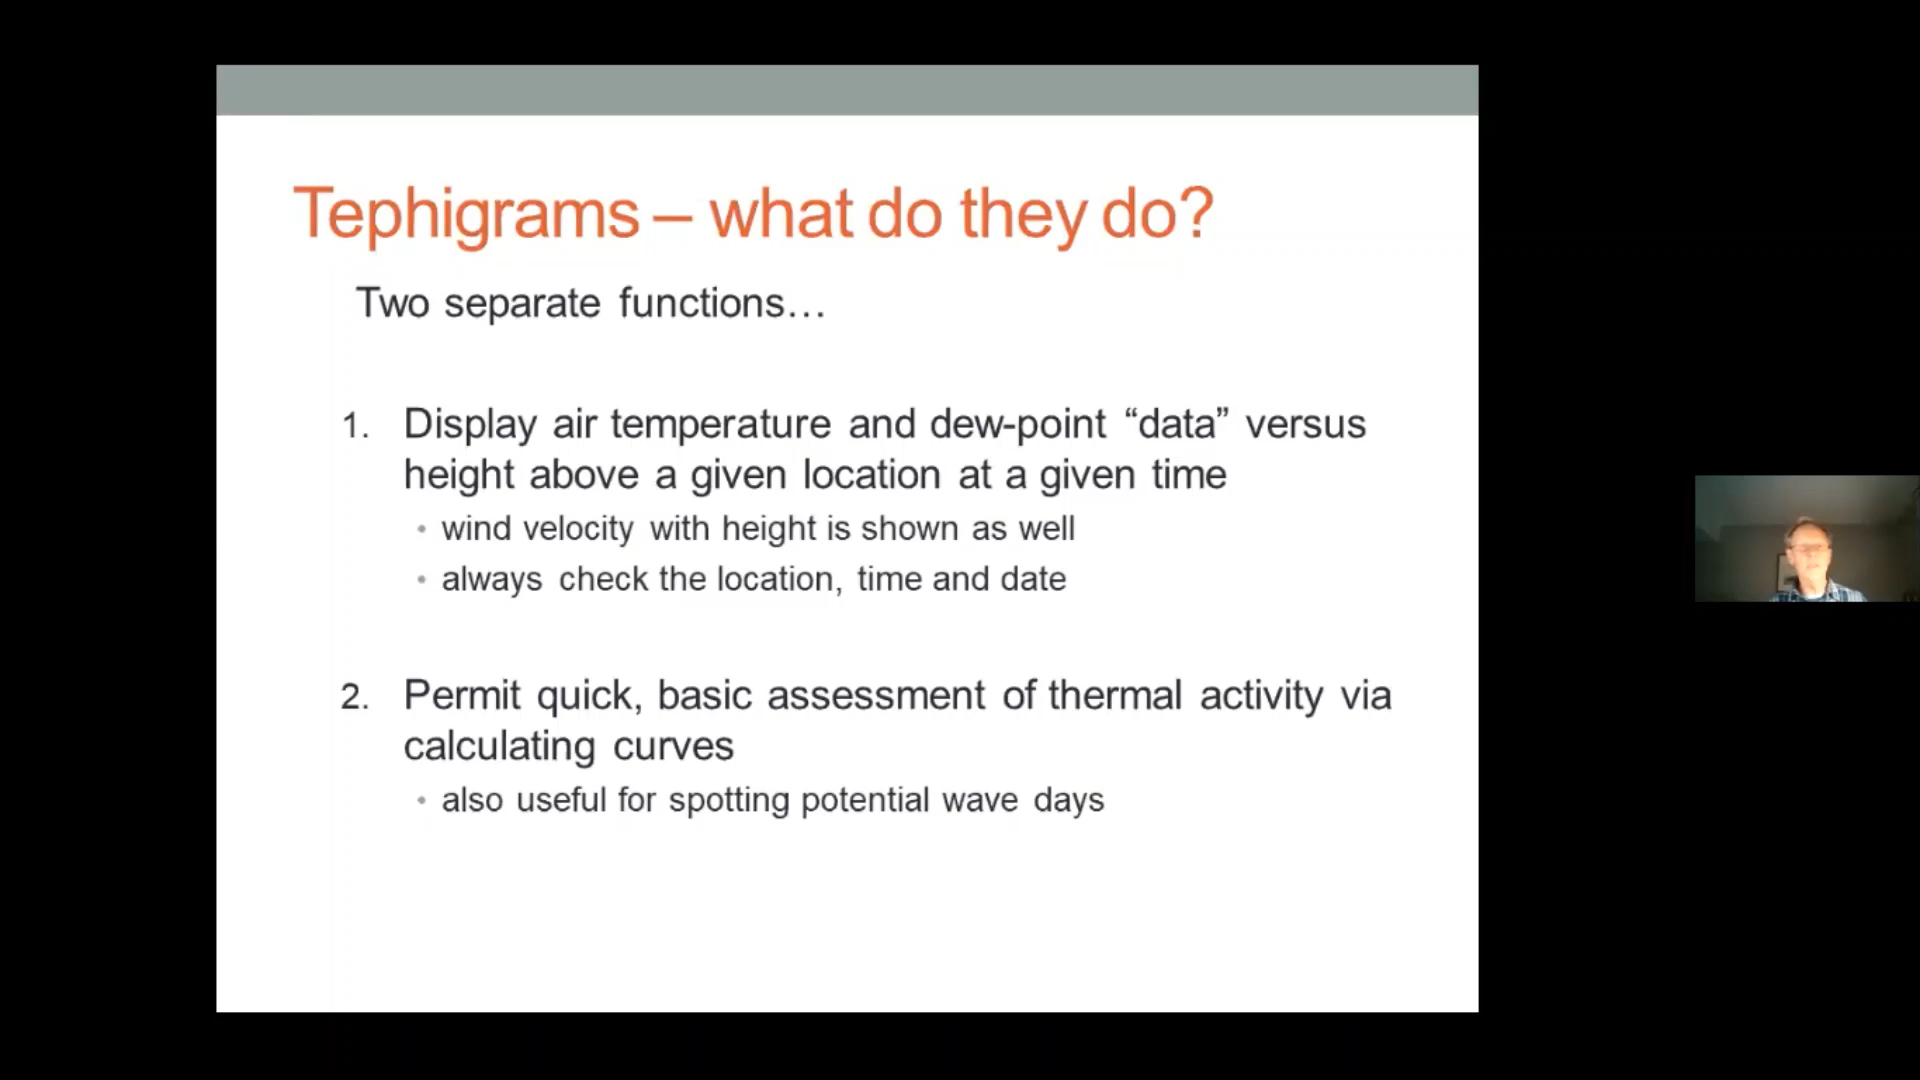 Tephigrams – what do they do?
Two separate functions…
1. Display air temperature and dew-point “data” versus
height above a given location at a given time
• wind velocity with height is shown as well
• always check the location, time and date
2. Permit quick, basic assessment of thermal activity via
calculating curves
• also useful for spotting potential wave days